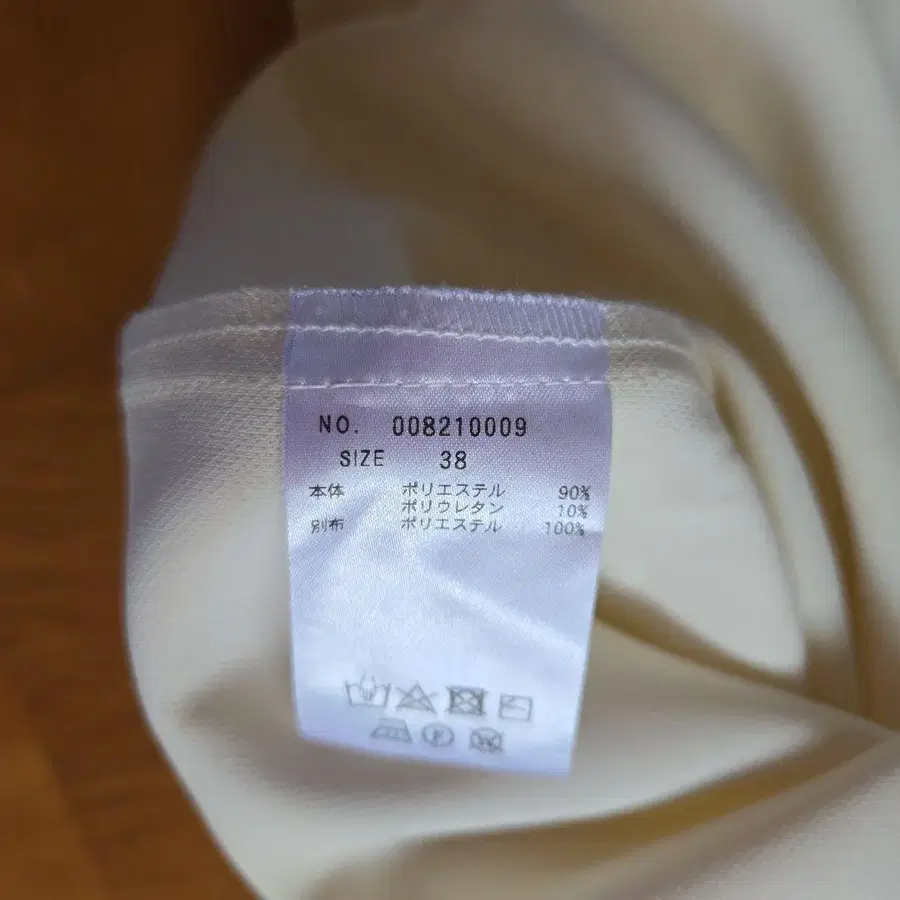 NO. 008210009
SIZE 38
本体 ポリエステル 90%
ポリウレタン 10%
別布 ポリエステル 100%